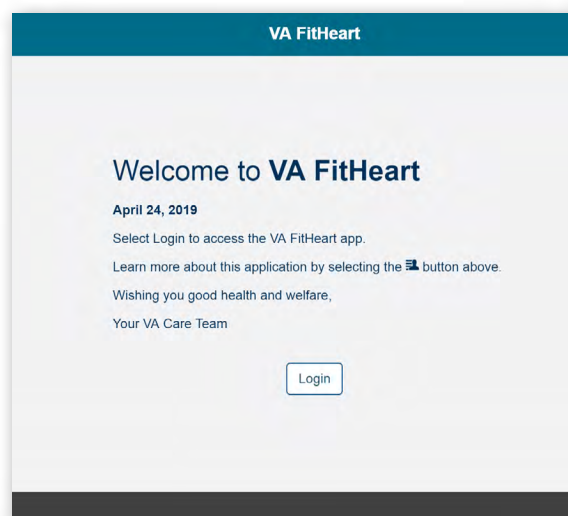 VA FitHeart
Welcome to VA FitHeart
April 24, 2019
Select Login to access the VA FitHeart app.
Learn more about this application by selecting the button above.
Wishing you good health and welfare,
Your VA Care Team
Login